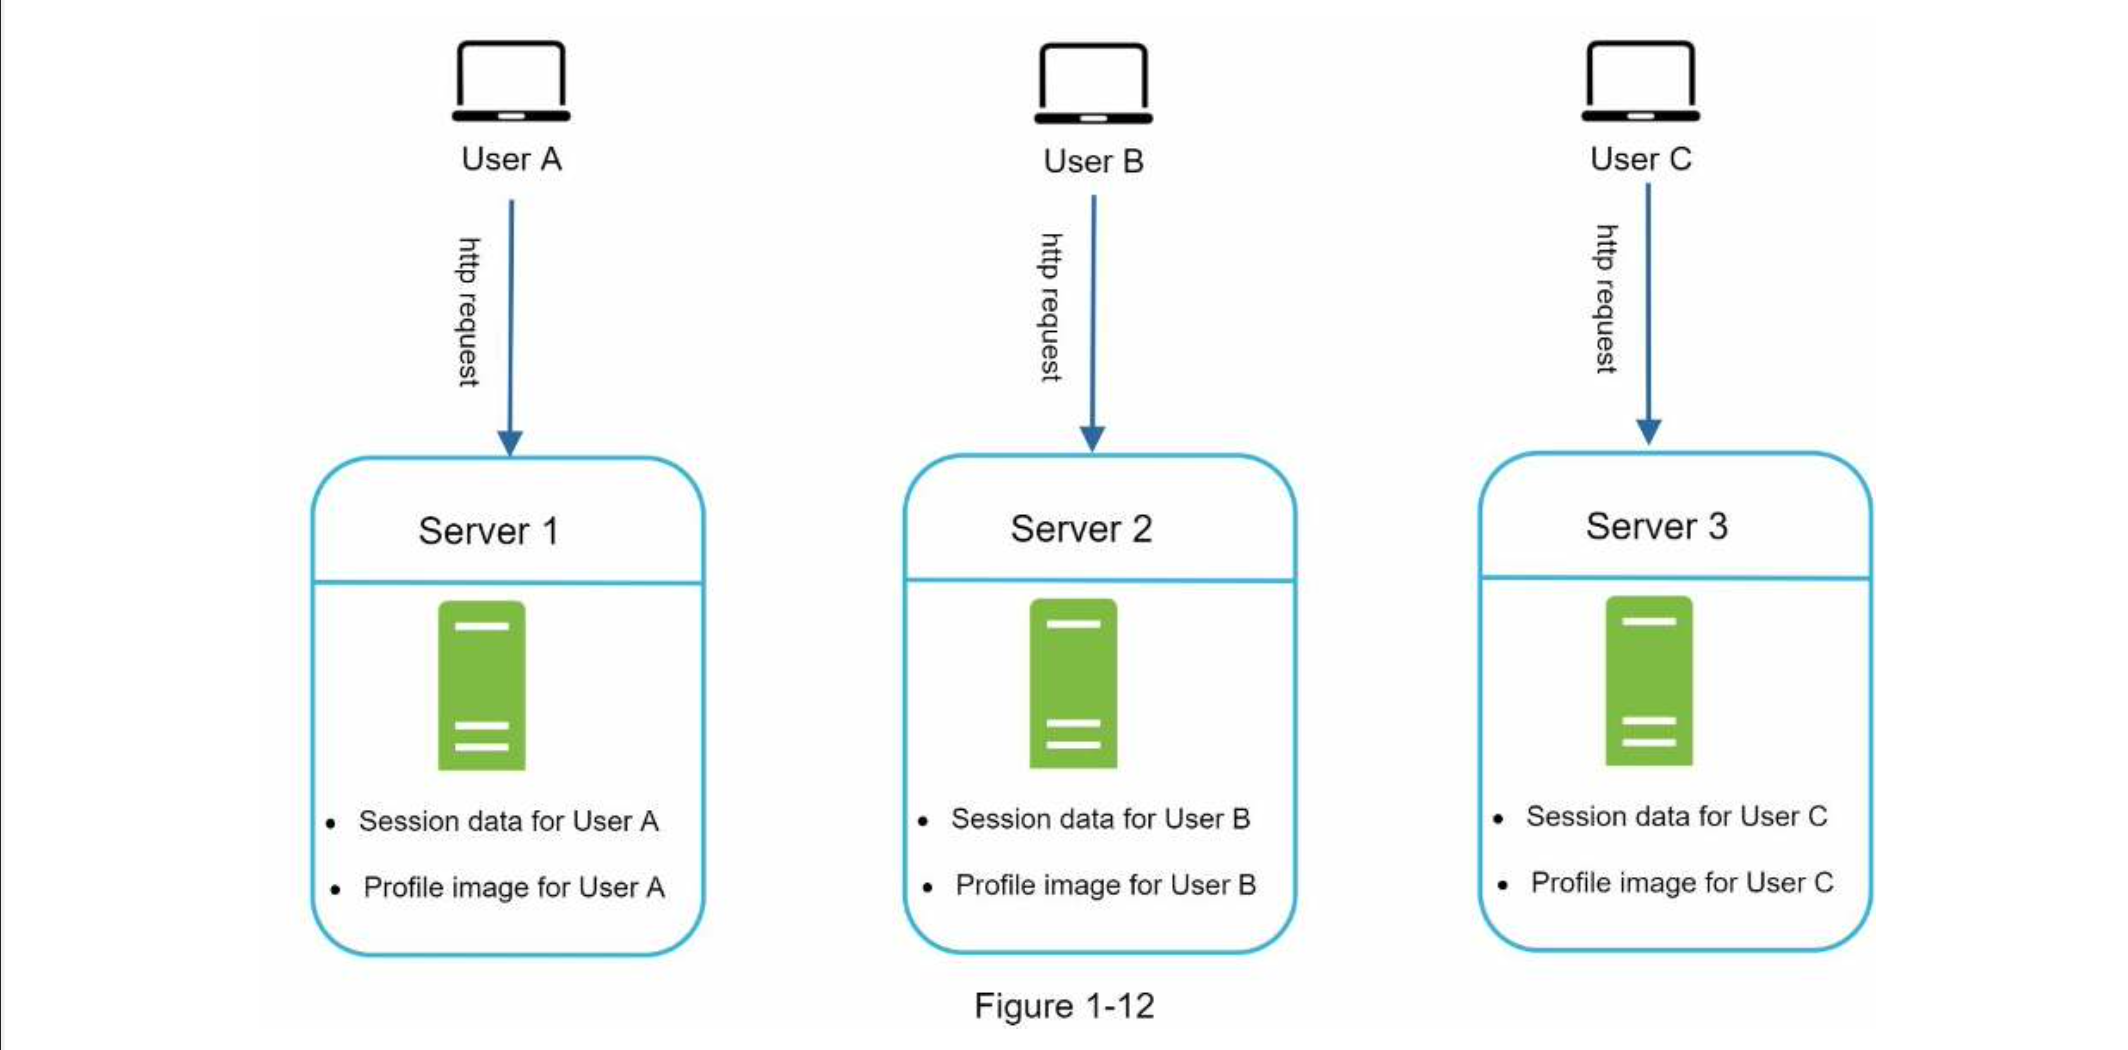 User A
User B
User C
http request
http request
http request
Server 1
Server 2
Server 3
• Session data for User A
• Profile image for User A
• Session data for User B
• Profile image for User B
• Session data for User C
• Profile image for User C
Figure 1-12